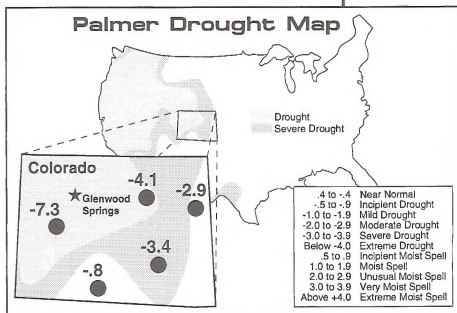 Palmer Drought Map
Drought
Severe Drought
Colorado
Glenwood
Springs
-4.1
-2.9
-7.3
-3.4
-.8
.4 to -.4 Near Normal
-.5 to -.9 Incipient Drought
-1.0 to -1.9 Mild Drought
-2.0 to -2.9 Moderate Drought
-3.0 to -3.9 Severe Drought
Below -4.0 Extreme Drought
.5 to .9 Incipient Moist Spell
1.0 to 1.9 Moist Spell
2.0 to 2.9 Unusual Moist Spell
3.0 to 3.9 Very Moist Spell
Above +4.0 Extreme Moist Spell